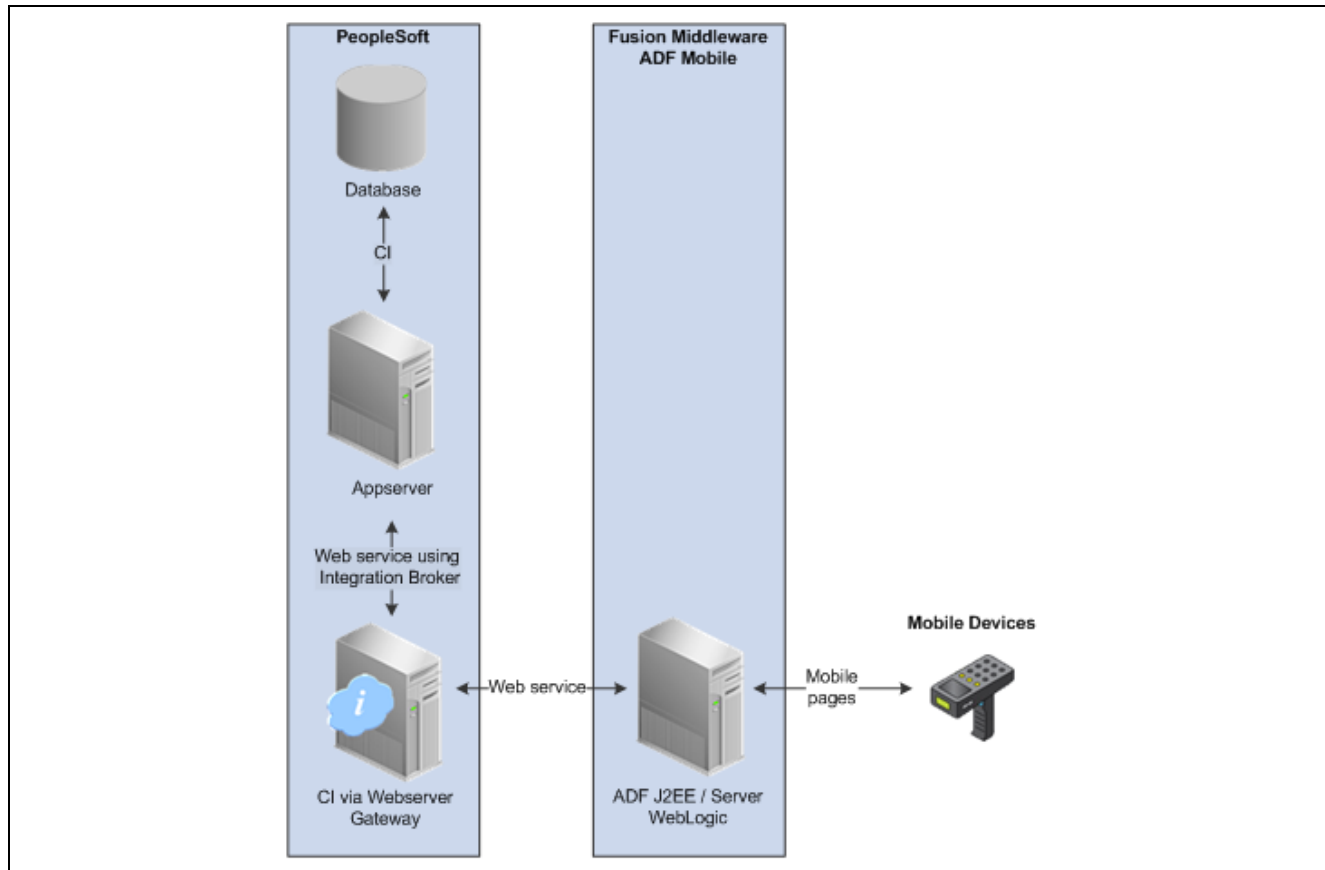 PeopleSoft
Database
CI
Appserver
Web service using
Integration Broker
i
CI via Webserver
Gateway
Web service
Fusion Middleware
ADF Mobile
ADF J2EE / Server
WebLogic
Mobile
pages
Mobile Devices